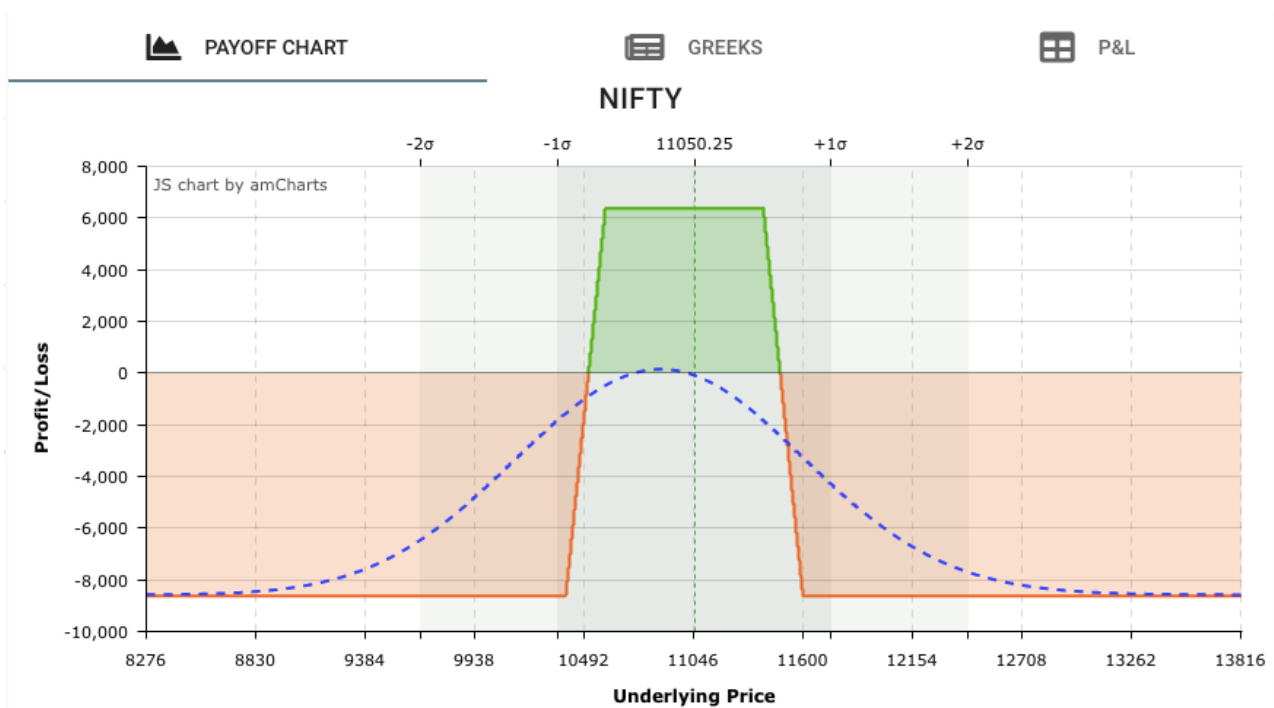 PAYOFF CHART GREEKS P&L
NIFTY
-2σ -1σ 11050.25 +1σ +2σ
JS chart by amCharts
8,000
6,000
4,000
2,000
0
-2,000
-4,000
-6,000
-8,000
-10,000
Profit/Loss
8276 8830 9384 9938 10492 11046 11600 12154 12708 13262 13816
Underlying Price